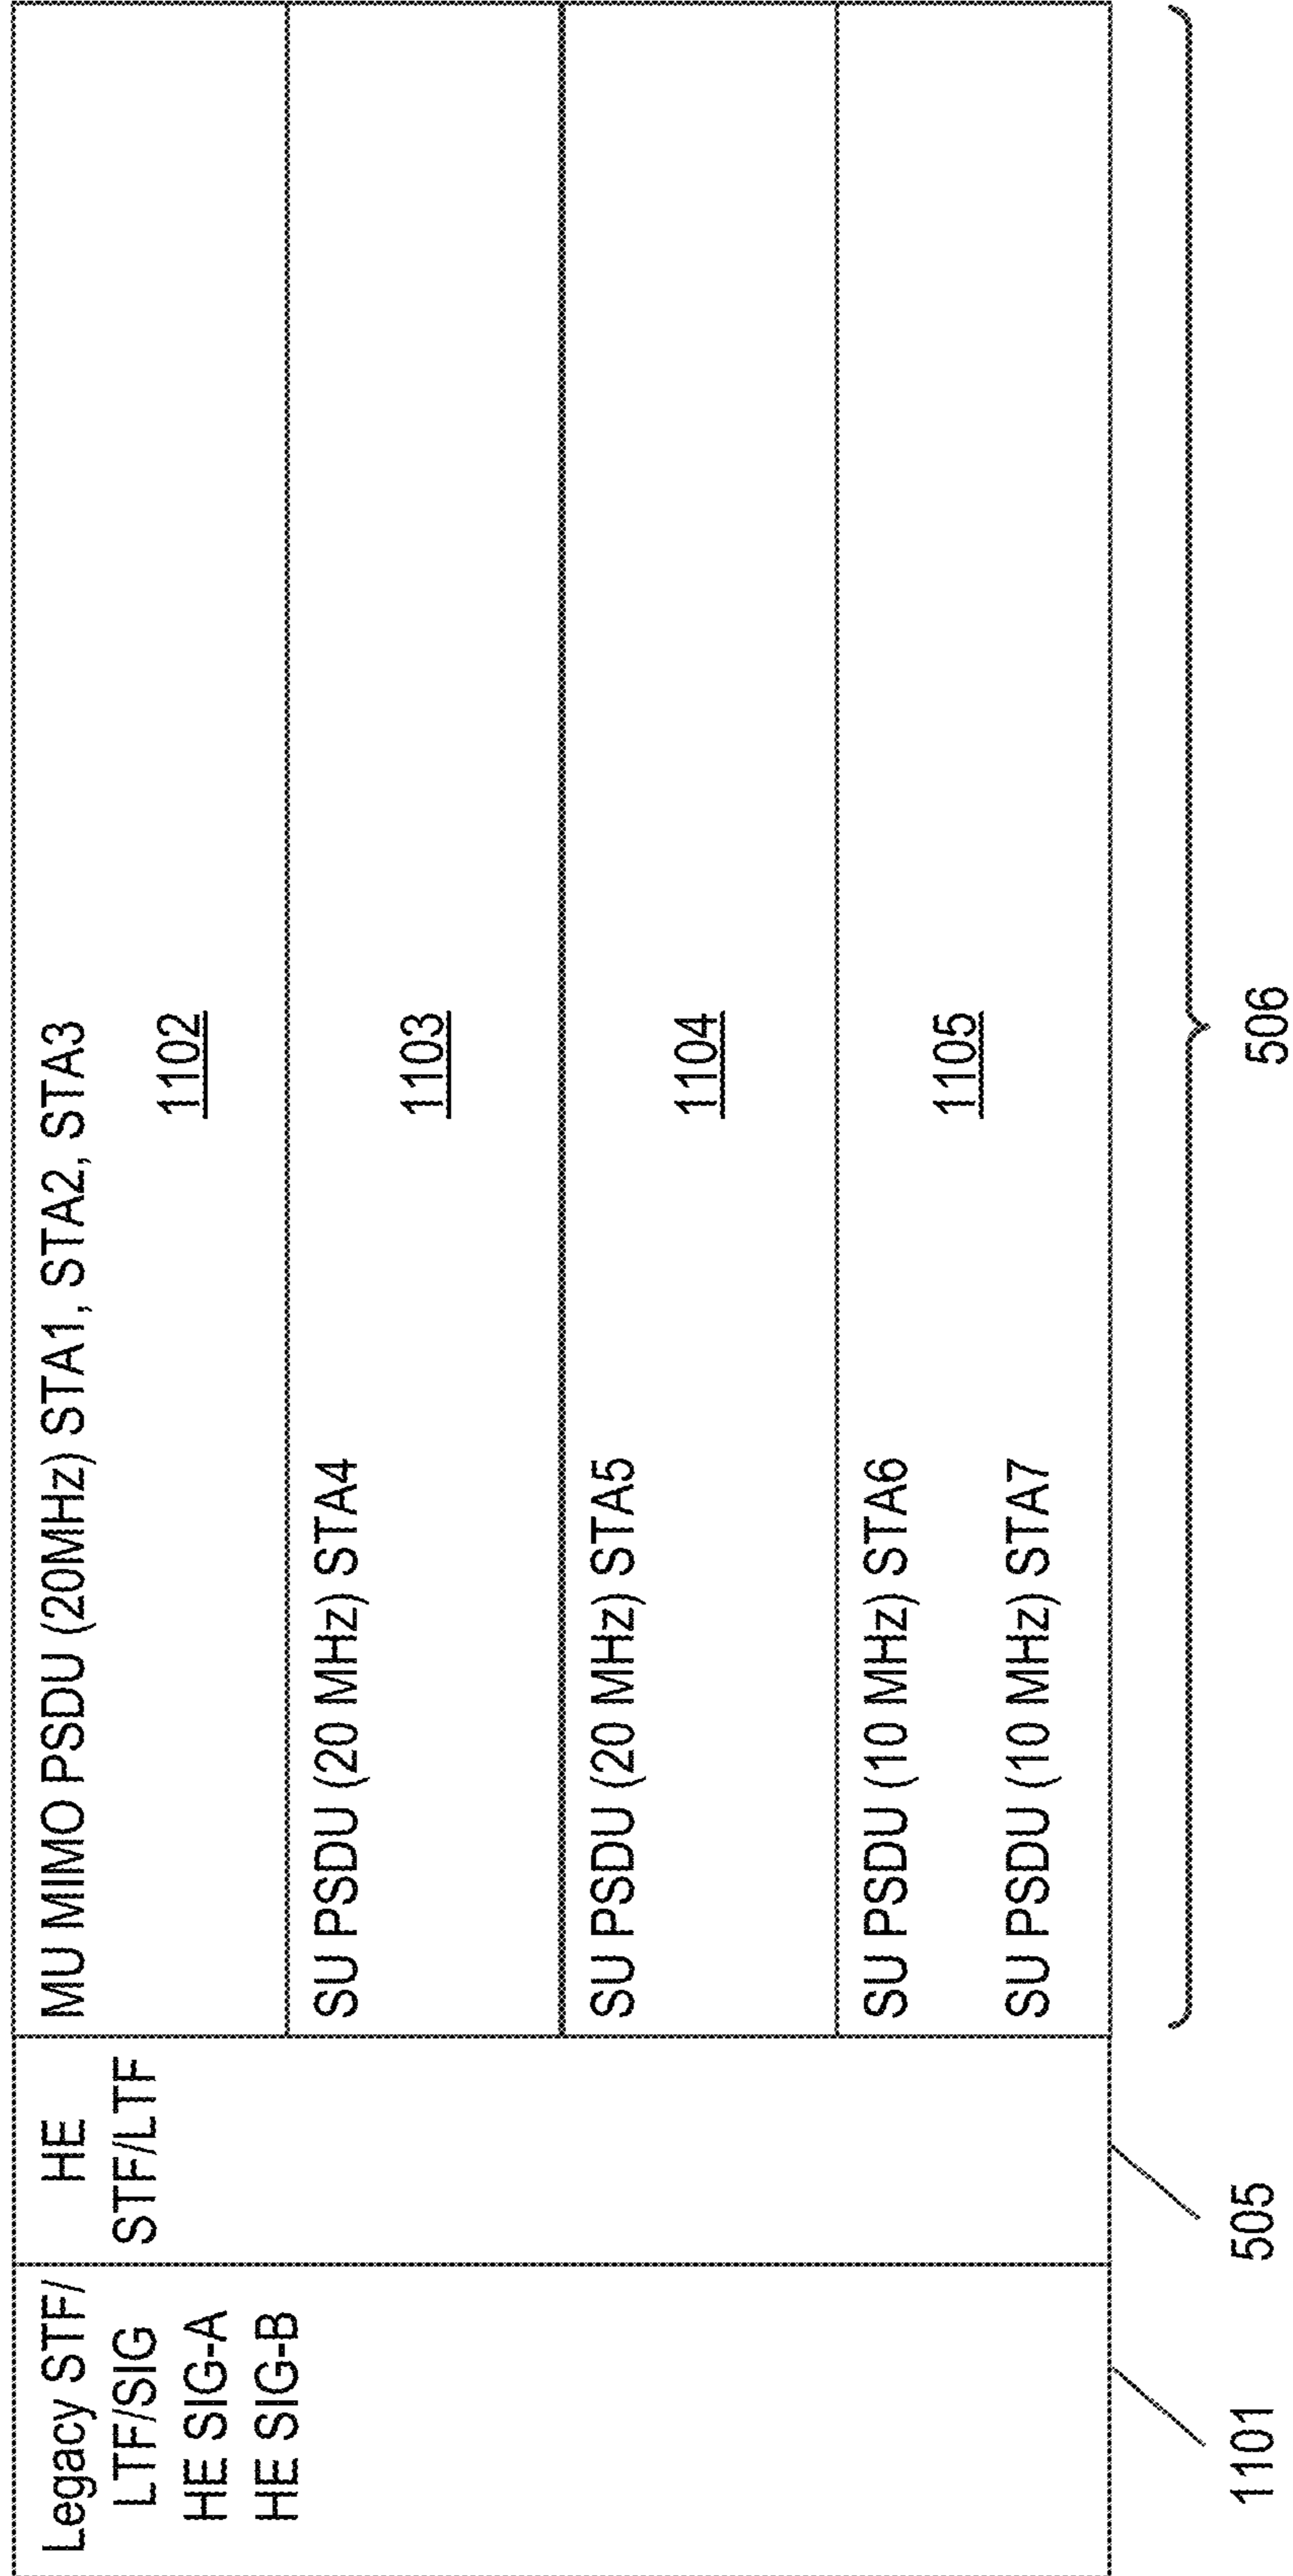 Legacy STF/
LTF/SIG
HE SIG-A
HE SIG-B
HE
STF/LTF
MU MIMO PSDU (20MHz) STA1, STA2, STA3
1102
SU PSDU (20 MHz) STA4
1103
SU PSDU (20 MHz) STA5
1104
SU PSDU (10 MHz) STA6
1105
SU PSDU (10 MHz) STA7
1101
505
506